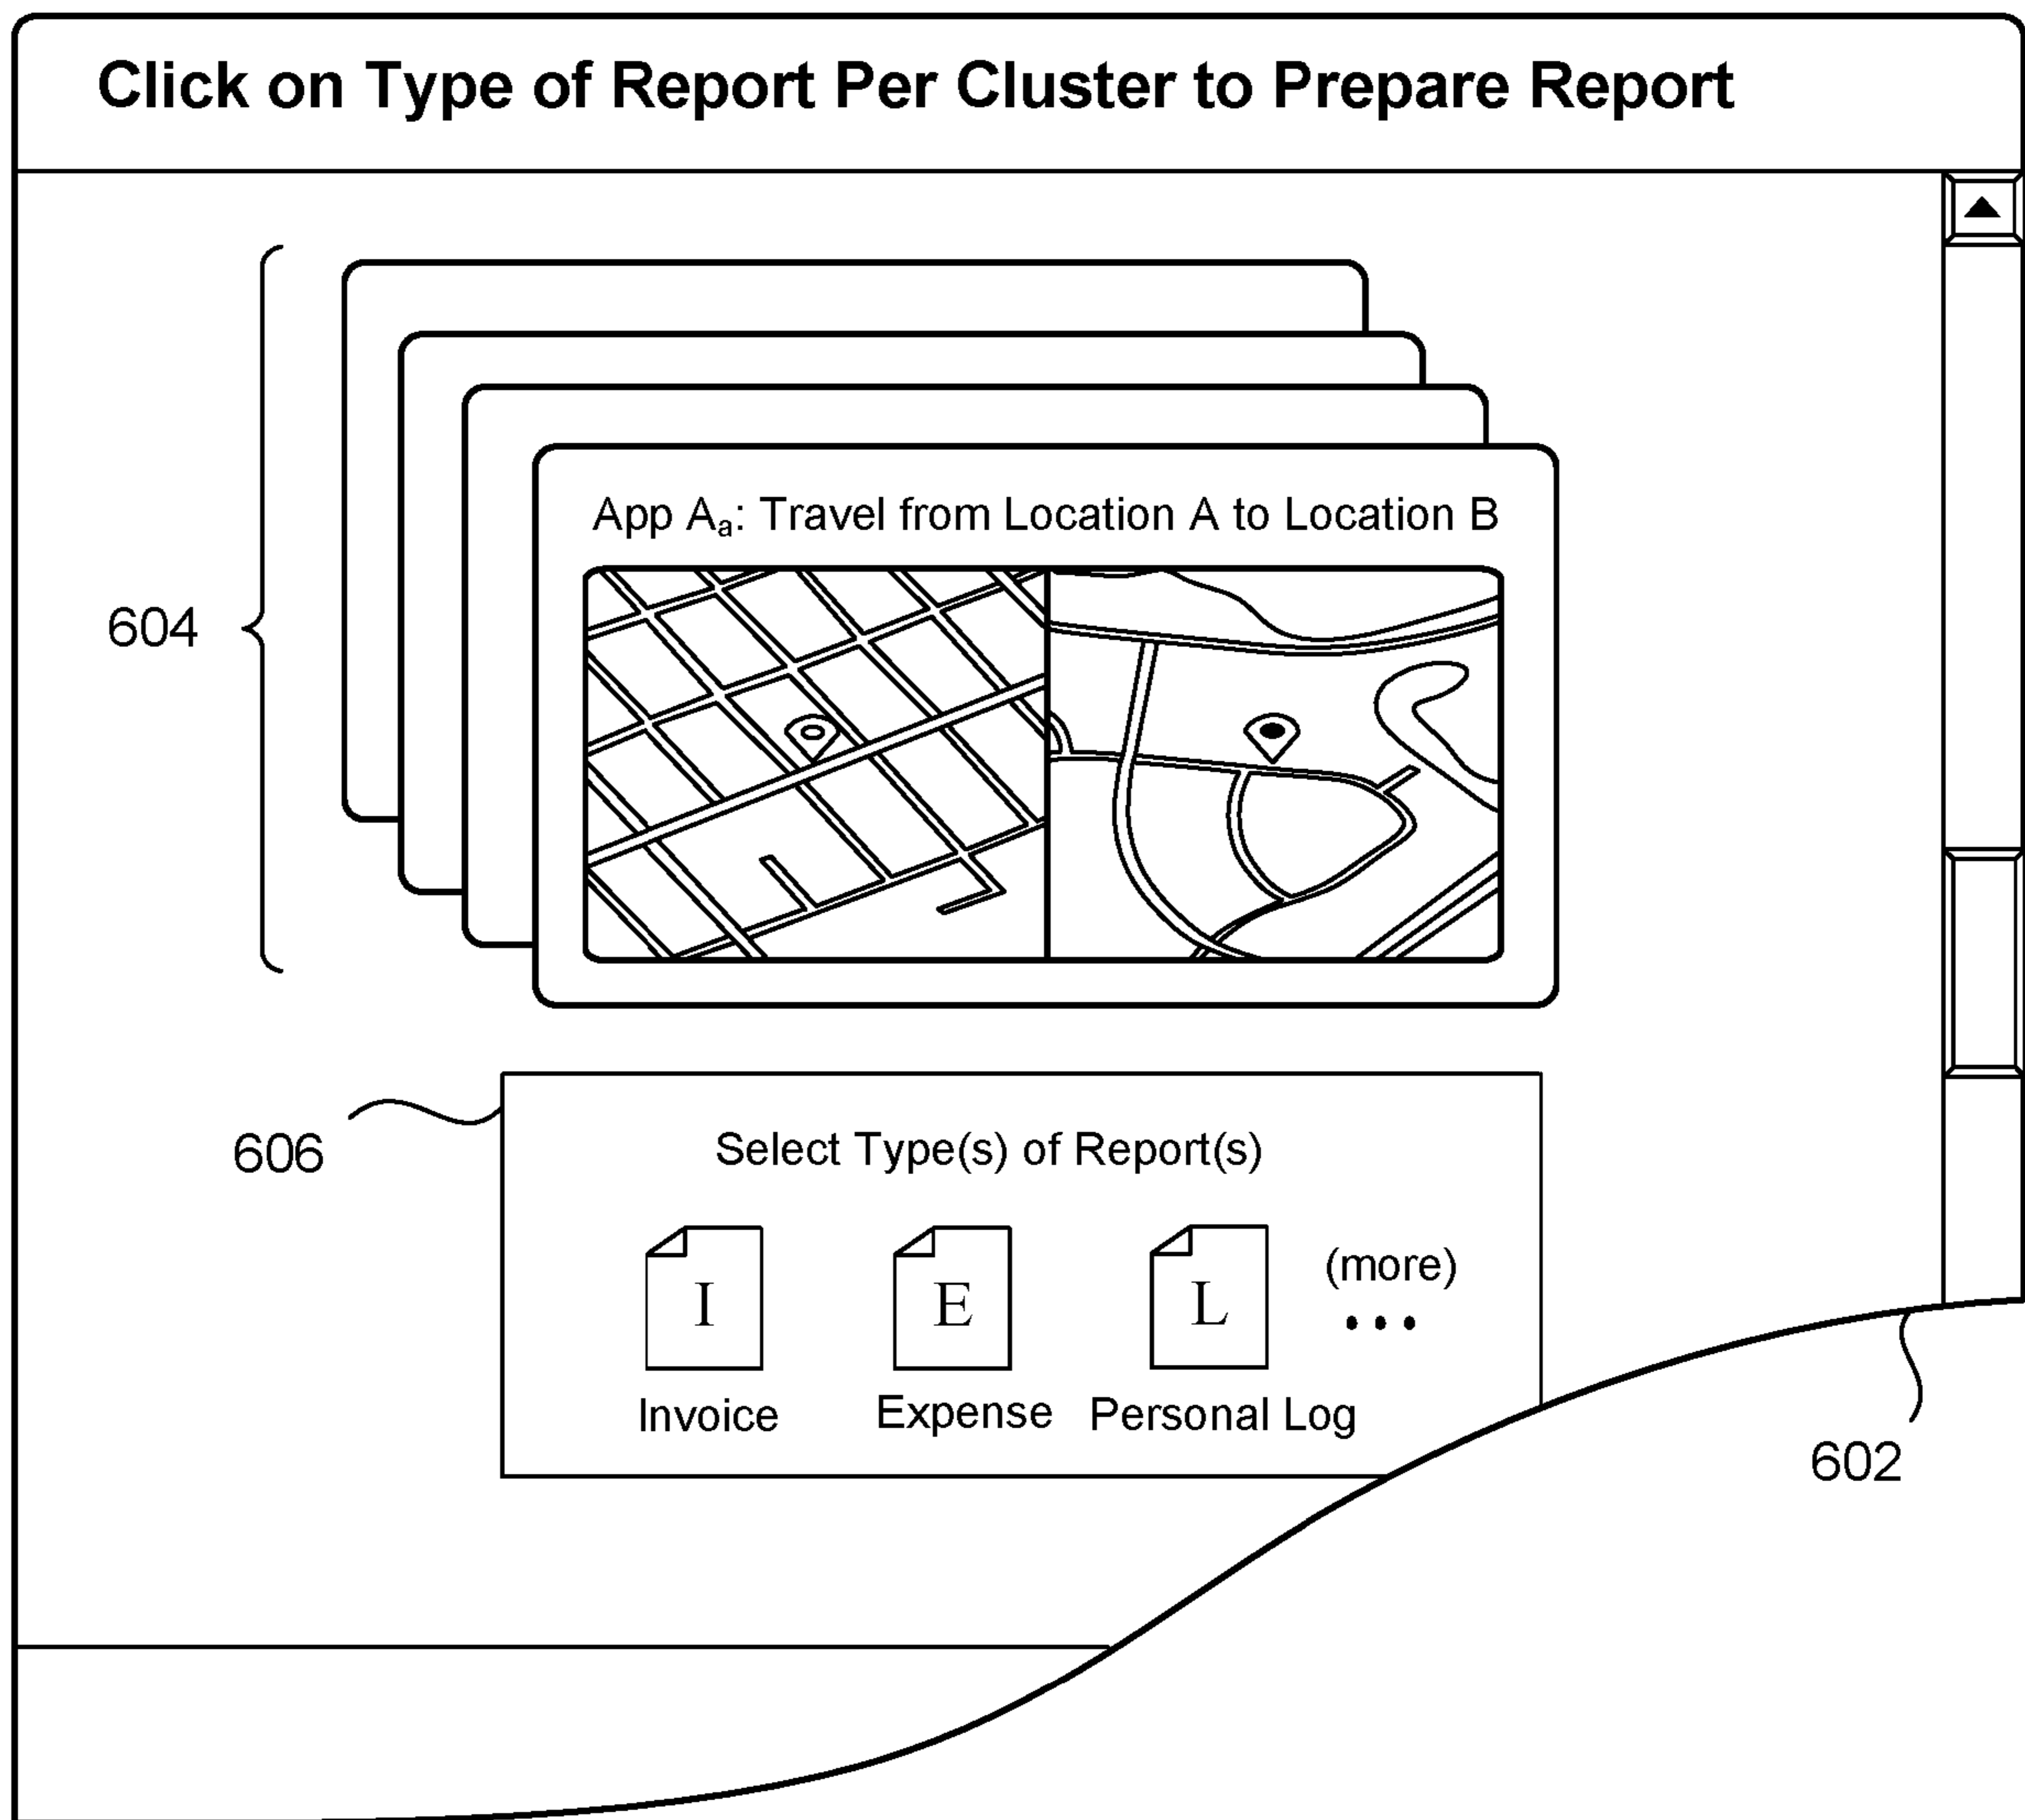 Click on Type of Report Per Cluster to Prepare Report
App Aₐ: Travel from Location A to Location B
604
606
Select Type(s) of Report(s)
I E L (more)
• • •
Invoice Expense Personal Log
602